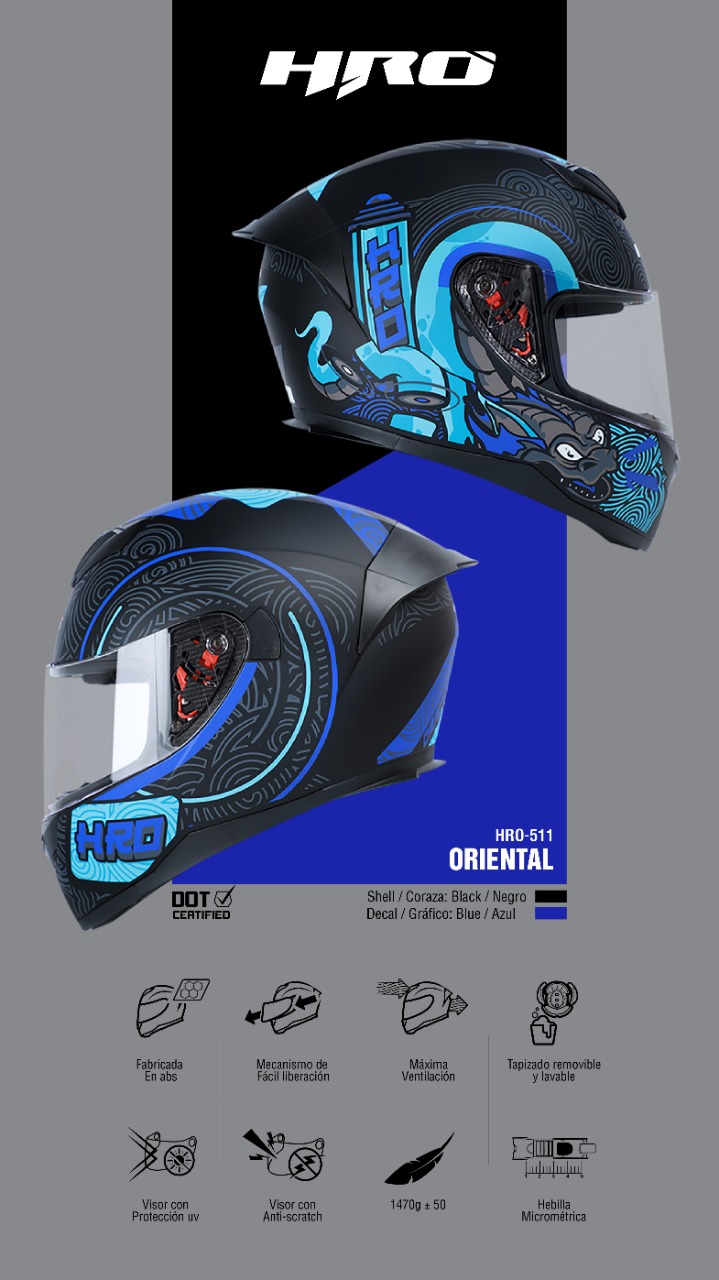 HRO
HRO
HRO
HRO-511
ORIENTAL
DOT
CERTIFIED
Shell / Coraza: Black / Negro
Decal / Gráfico: Blue / Azul
Fabricada
En abs
Mecanismo de
Fácil liberación
Máxima
Ventilación
Tapizado removible
y lavable
Visor con
Protección uv
Visor con
Anti-scratch
1470g ± 50
Hebilla
Micrométrica